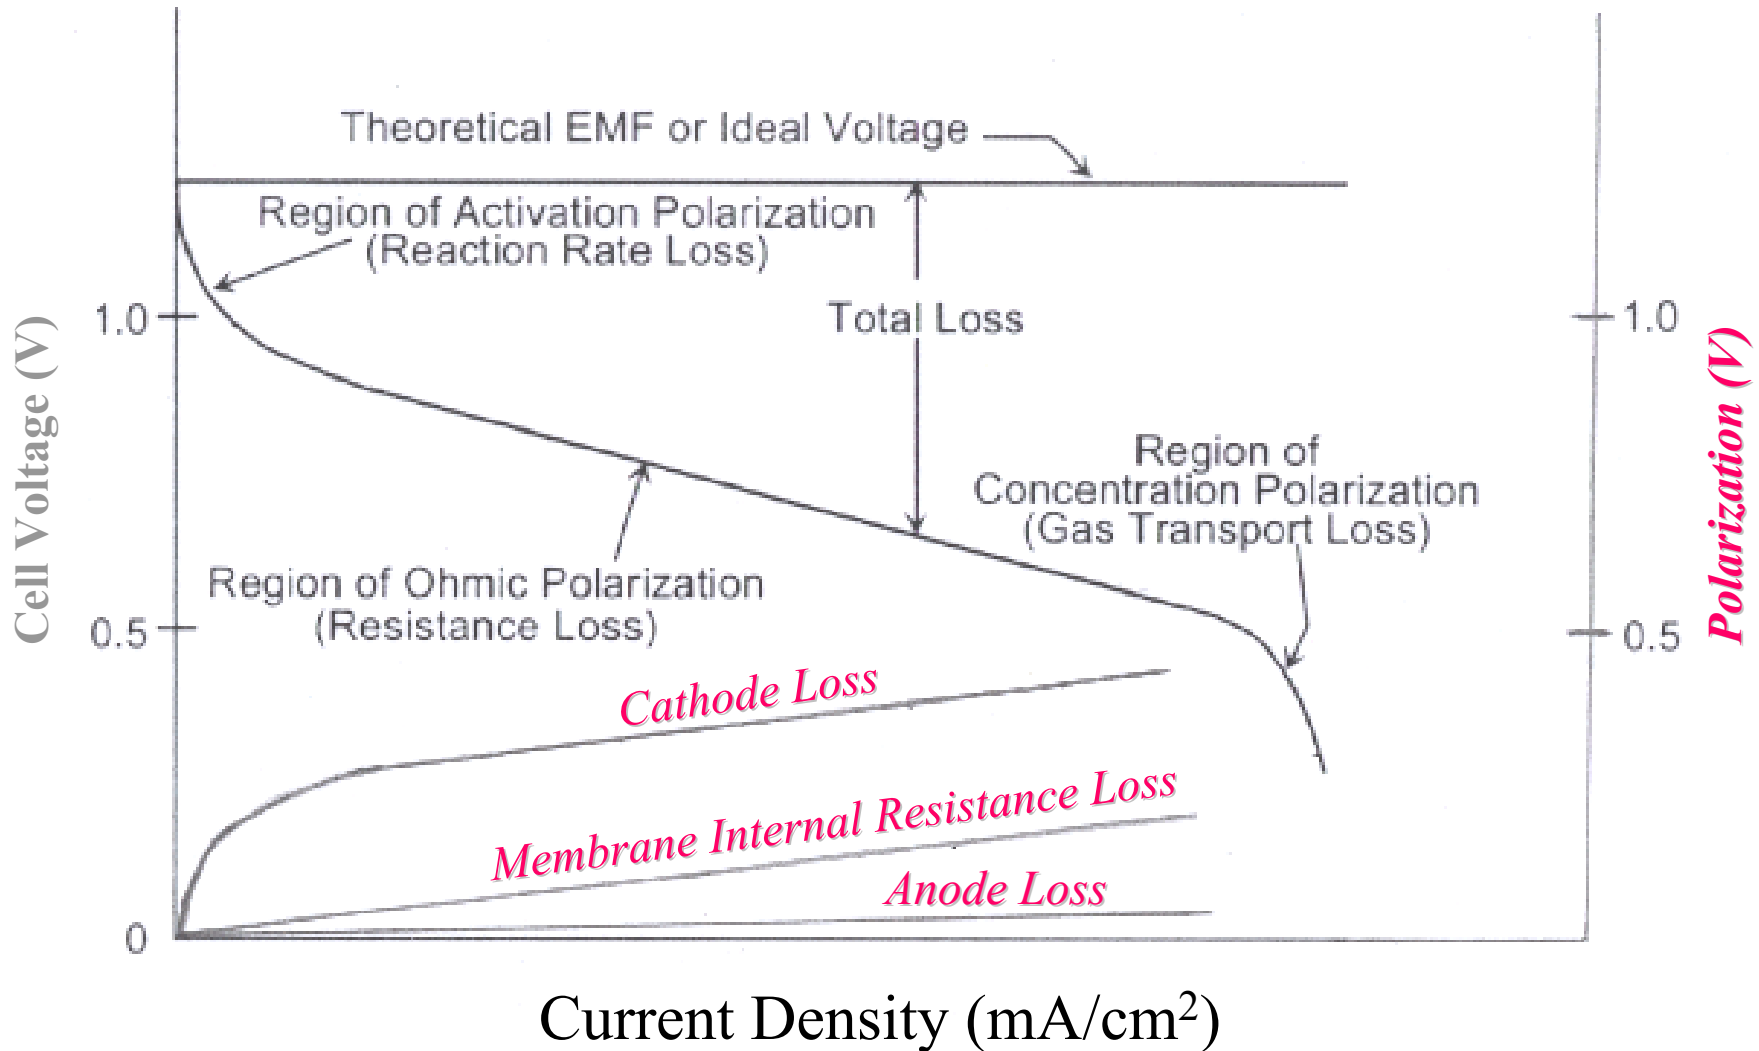 Theoretical EMF or Ideal Voltage
Region of Activation Polarization
(Reaction Rate Loss)
1.0
Total Loss
1.0
Cell Voltage (V)
Polarization (V)
Region of
Concentration Polarization
(Gas Transport Loss)
Region of Ohmic Polarization
(Resistance Loss)
0.5
0.5
Cathode Loss
Membrane Internal Resistance Loss
Anode Loss
0
Current Density (mA/cm²)